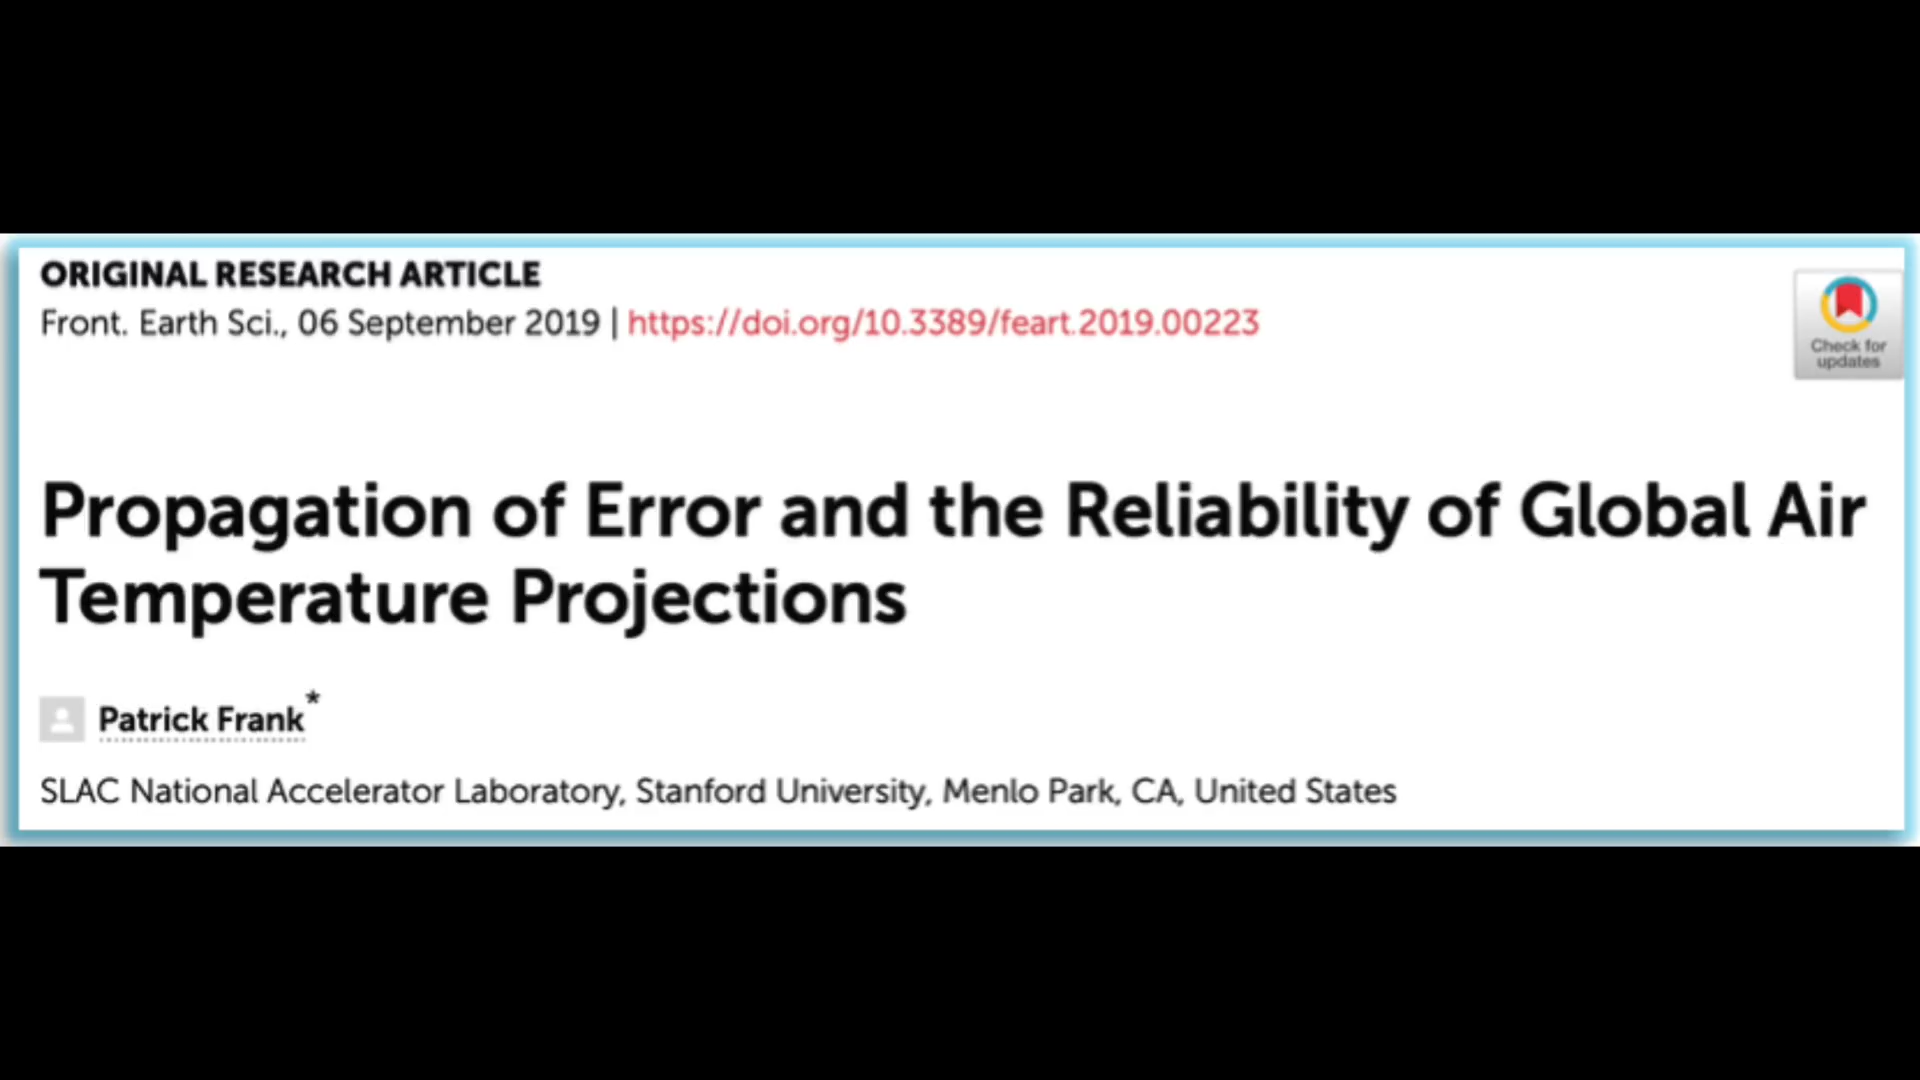 ORIGINAL RESEARCH ARTICLE
Front. Earth Sci., 06 September 2019 | https://doi.org/10.3389/feart.2019.00223
Check for
updates
Propagation of Error and the Reliability of Global Air
Temperature Projections
Patrick Frank*
SLAC National Accelerator Laboratory, Stanford University, Menlo Park, CA, United States